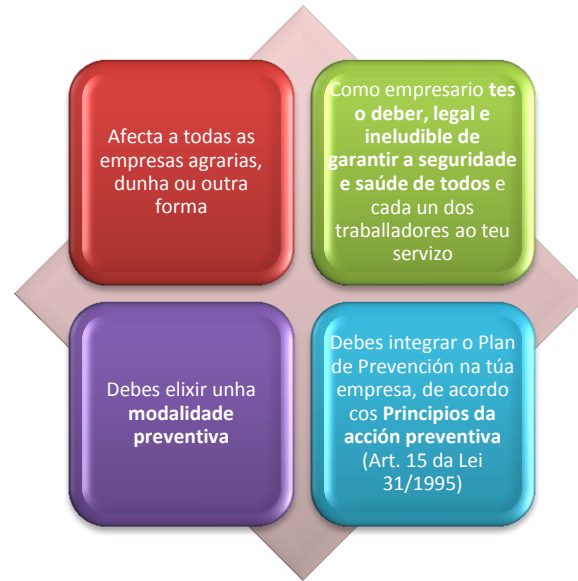 Afecta a todas as
empresas agrarias,
dunha ou outra
forma
Como empresario tes
o deber, legal e
ineludible de
garantir a seguridade
e saúde de todos e
cada un dos
traballadores ao teu
servizo
Debes elixir unha
modalidade
preventiva
Debes integrar o Plan
de Prevención na túa
empresa, de acordo
cos Principios da
acción preventiva
(Art. 15 da Lei
31/1995)